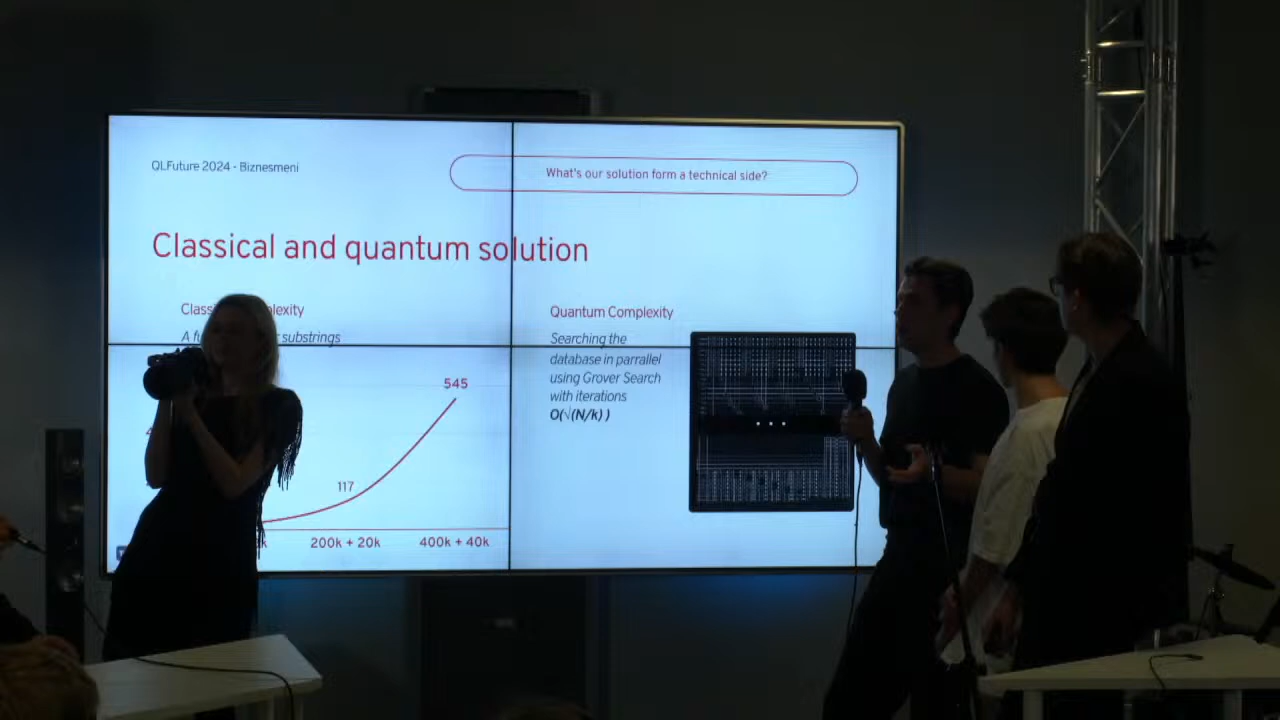 QLFuture 2024 - Biznesmeni
What's our solution form a technical side?
Classical and quantum solution
substrings
545
117
200k + 20k
400k + 40k
Quantum Complexity
Searching the
database in parrallel
using Grover Search
with iterations
O(√(N/k) )